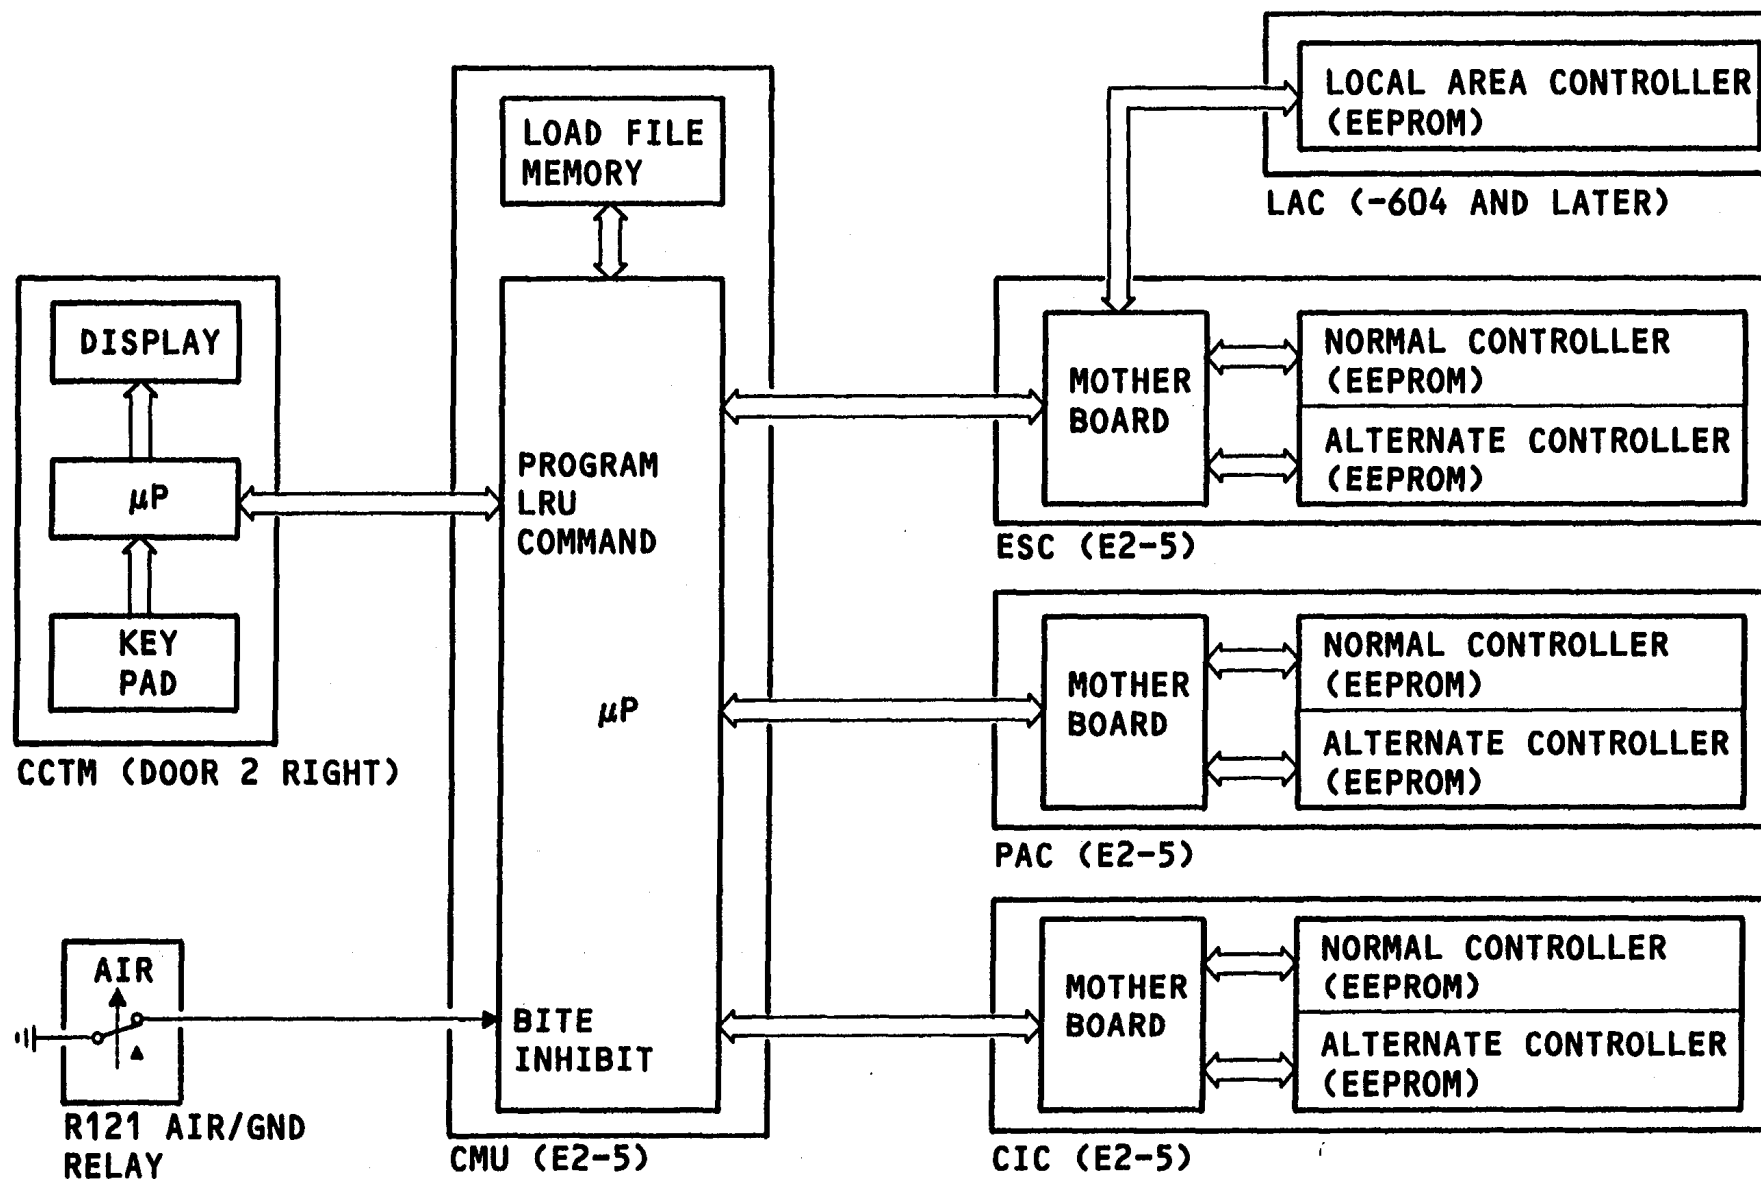 LOCAL AREA CONTROLLER
(EEPROM)
LAC (-604 AND LATER)
LOAD FILE
MEMORY
DISPLAY
μP
KEY
PAD
CCTM (DOOR 2 RIGHT)
PROGRAM
LRU
COMMAND
μP
BITE
INHIBIT
CMU (E2-5)
AIR
R121 AIR/GND
RELAY
MOTHER
BOARD
NORMAL CONTROLLER
(EEPROM)
ALTERNATE CONTROLLER
(EEPROM)
ESC (E2-5)
MOTHER
BOARD
NORMAL CONTROLLER
(EEPROM)
ALTERNATE CONTROLLER
(EEPROM)
PAC (E2-5)
MOTHER
BOARD
NORMAL CONTROLLER
(EEPROM)
ALTERNATE CONTROLLER
(EEPROM)
CIC (E2-5)